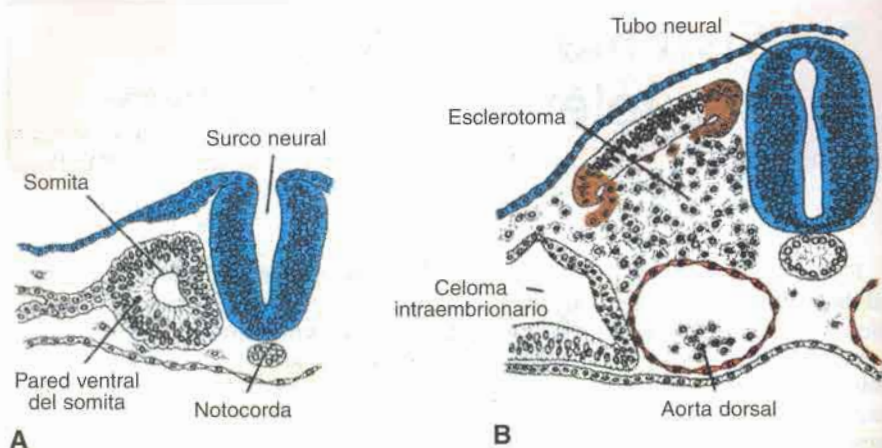 Surco neural
Somita
Pared ventral
del somita
Notocorda
A
Tubo neural
Esclerotoma
Celoma
intraembrionario
Aorta dorsal
B